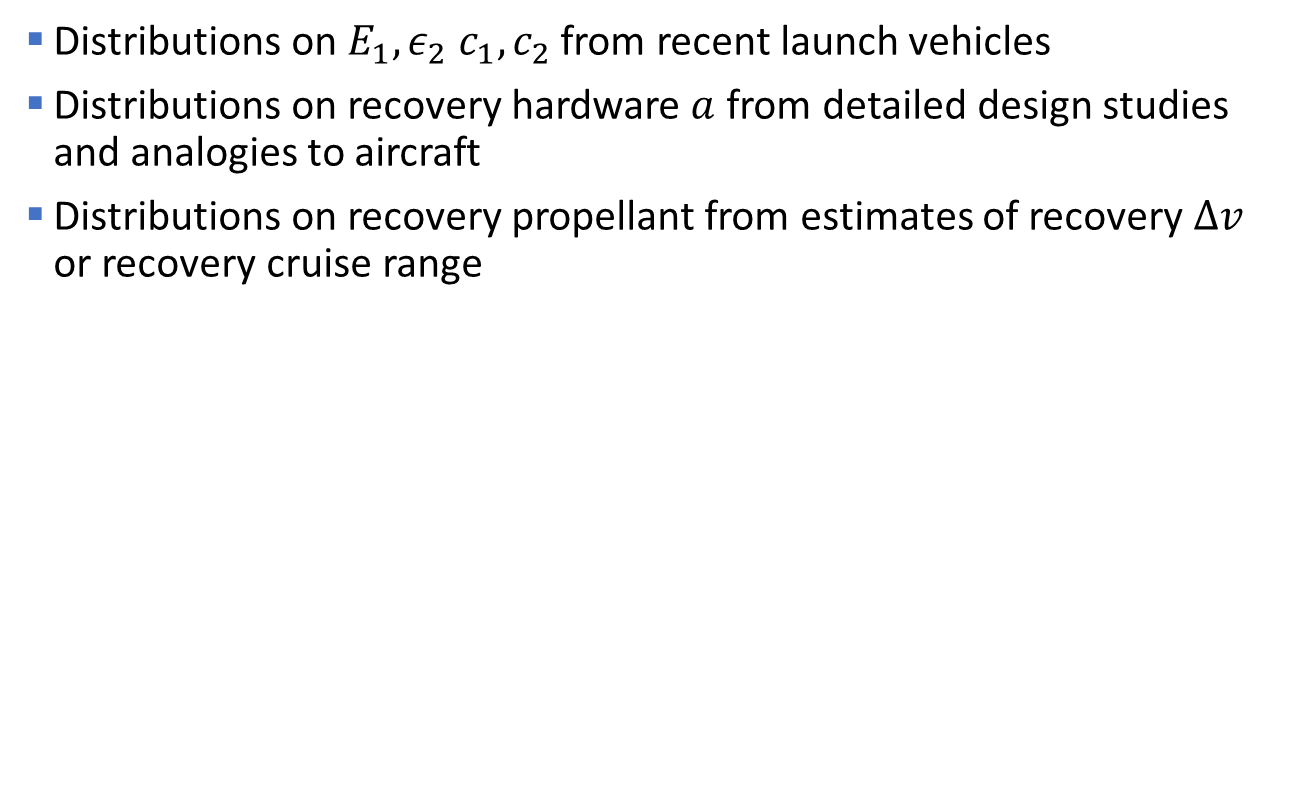 ▪ Distributions on 𝐸₁, 𝜖₂ 𝑐₁, 𝑐₂ from recent launch vehicles
▪ Distributions on recovery hardware 𝑎 from detailed design studies
and analogies to aircraft
▪ Distributions on recovery propellant from estimates of recovery Δ𝑣
or recovery cruise range